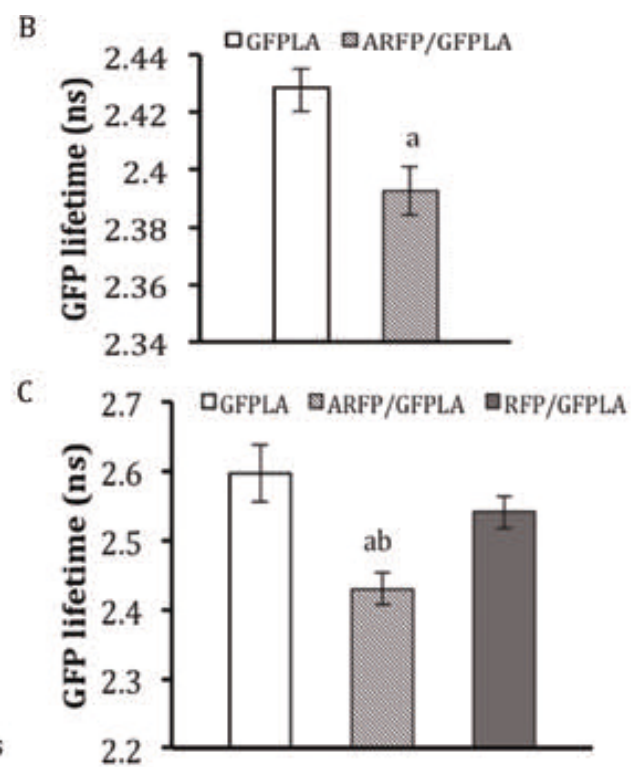 B
GFPLA ARFP/GFPLA
GFP lifetime (ns)
2.44
2.42
2.4
2.38
2.36
2.34
a
C
GFPLA ARFP/GFPLA RFP/GFPLA
GFP lifetime (ns)
2.7
2.6
2.5
2.4
2.3
2.2
ab
s